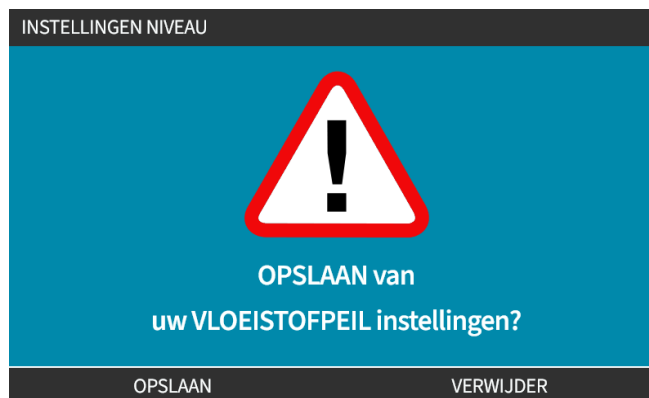 INSTELLINGEN NIVEAU
!
OPSLAAN van
uw VLOEISTOFPEIL instellingen?
OPSLAAN VERWIJDER